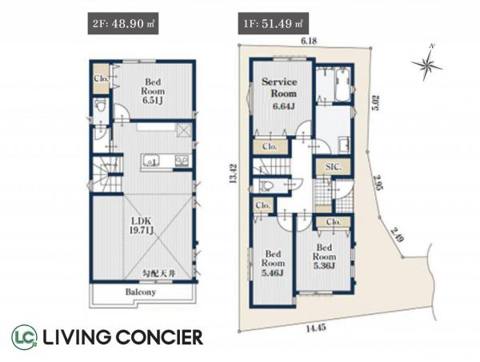 2F: 48.90㎡
1F: 51.49㎡
6.18
N
Clo.
Bed
Room
6.51J
Service
Room
6.64J
5.02
Clo.
SIC.
13.42
2.95
LDK
19.71J
Clo.
Clo.
2.49
Bed
Room
5.46J
Bed
Room
5.36J
勾配天井
Balcony
14.45
LC LIVING CONCIER